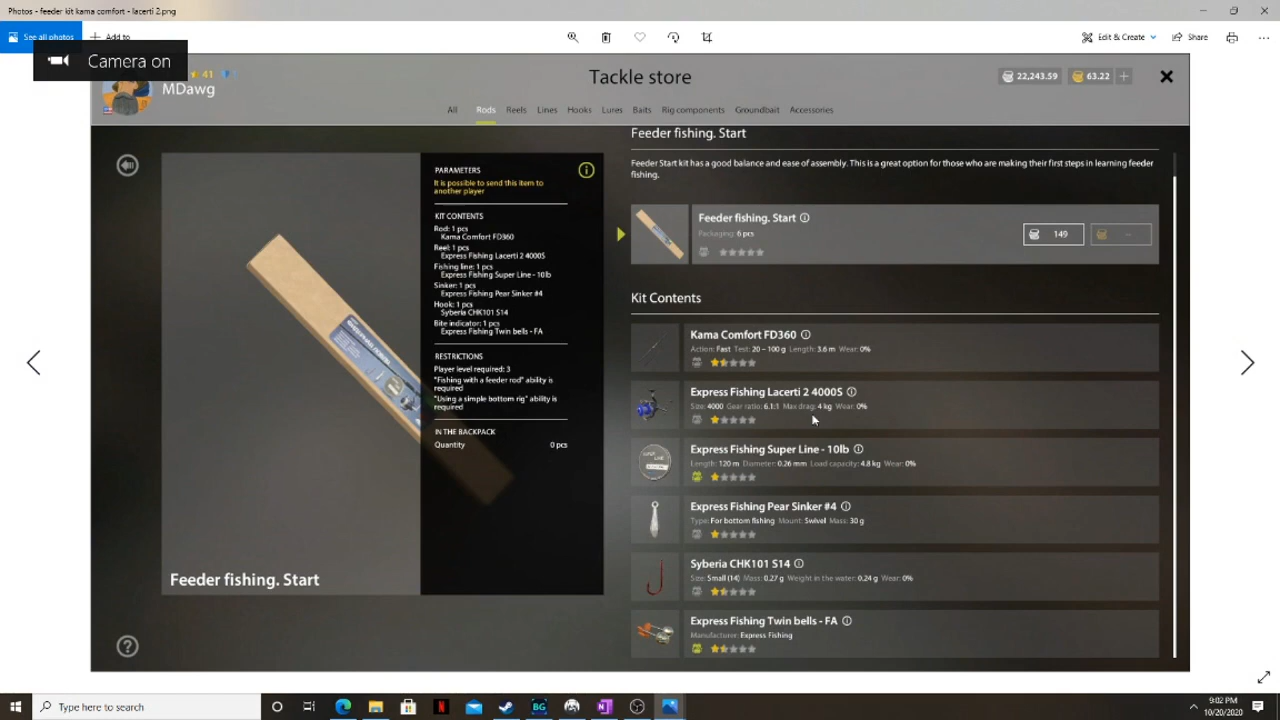 Photos - feeder kit kama comfort - lacerti 2.png
See all photos
Add to
Edit & Create
Share
Camera on
41
MDawg
Tackle store
22,243.59
63.22
All Rods Reels Lines Hooks Lures Baits Rig components Groundbait Accessories
PARAMETERS
It is possible to send this item to
another player
KIT CONTENTS
Rod: 1 pcs
Kama Comfort FD360
Reel: 1 pcs
Express Fishing Lacerti 2 4000S
Fishing line: 1 pcs
Express Fishing Super Line - 10lb
Sinker: 1 pcs
Express Fishing Pear Sinker #4
Hook: 1 pcs
Syberia CHK101 S14
Bite indicator: 1 pcs
Express Fishing Twin bells - FA
RESTRICTIONS
Player level required: 3
"Fishing with a feeder rod" ability is
required
"Using a simple bottom rig" ability is
required
IN THE BACKPACK
Quantity 0 pcs
Feeder fishing. Start
Feeder fishing. Start
Feeder Start kit has a good balance and ease of assembly. This is a great option for those who are making their first steps in learning feeder
fishing.
Feeder fishing. Start
Packaging: 6 pcs
149
--
Kit Contents
Kama Comfort FD360
Action: Fast Test: 20 – 100 g Length: 3.6 m Wear: 0%
Express Fishing Lacerti 2 4000S
Size: 4000 Gear ratio: 6.1:1 Max drag: 4 kg Wear: 0%
Express Fishing Super Line - 10lb
Length: 120 m Diameter: 0.26 mm Load capacity: 4.8 kg Wear: 0%
Express Fishing Pear Sinker #4
Type: For bottom fishing Mount: Swivel Mass: 30 g
Syberia CHK101 S14
Size: Small (14) Mass: 0.27 g Weight in the water: 0.24 g Wear: 0%
Express Fishing Twin bells - FA
Manufacturer: Express Fishing
Type here to search
BG
9:02 PM
10/20/2020